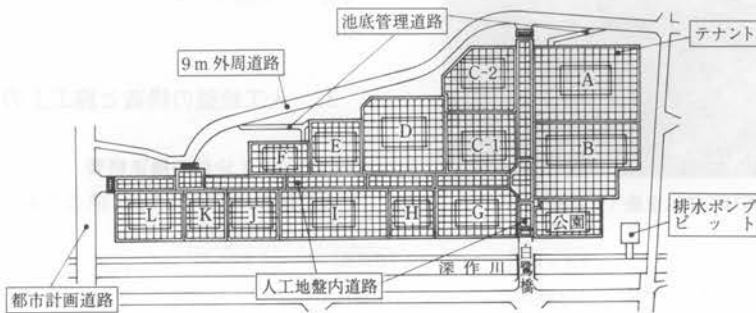 池底管理道路
テナント
9m外周道路
C-2
A
D
C-1
B
E
F
L
K
J
I
H
G
公園
排水ポンプ
ピット
深作川
白鷺橋
人工地盤内道路
都市計画道路